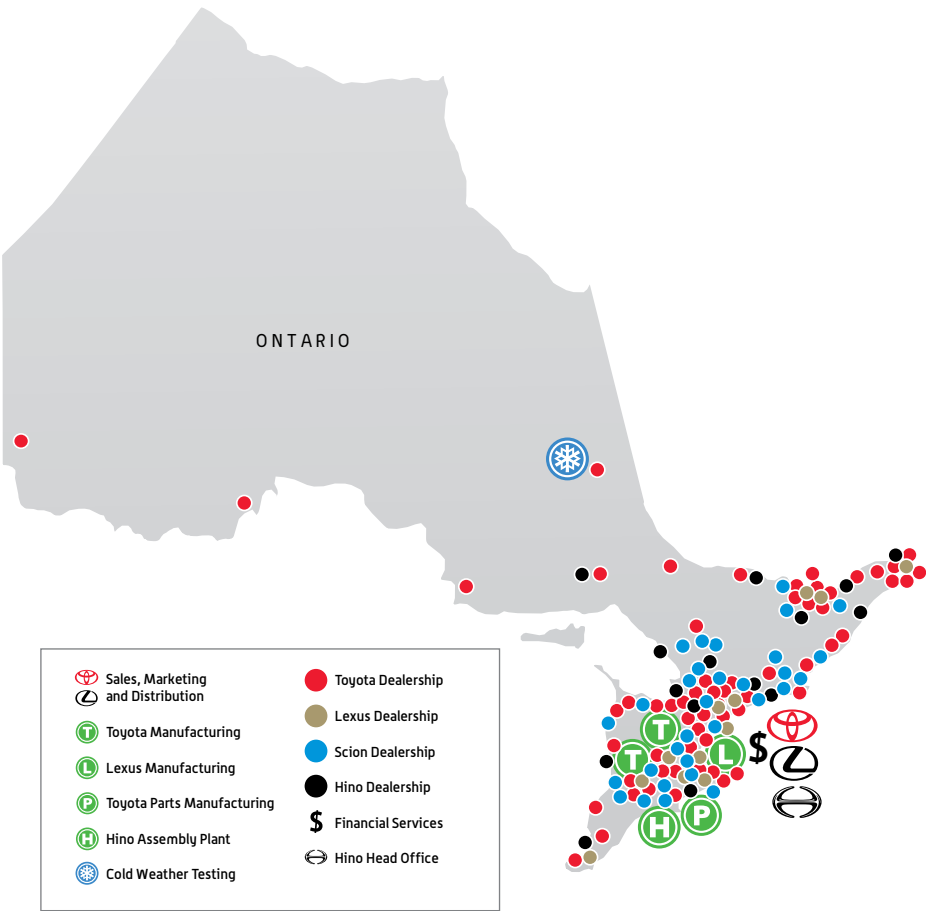 ONTARIO
T
T
L
$
H
P
Sales, Marketing
and Distribution
T Toyota Manufacturing
L Lexus Manufacturing
P Toyota Parts Manufacturing
H Hino Assembly Plant
Cold Weather Testing
Toyota Dealership
Lexus Dealership
Scion Dealership
Hino Dealership
$ Financial Services
Hino Head Office